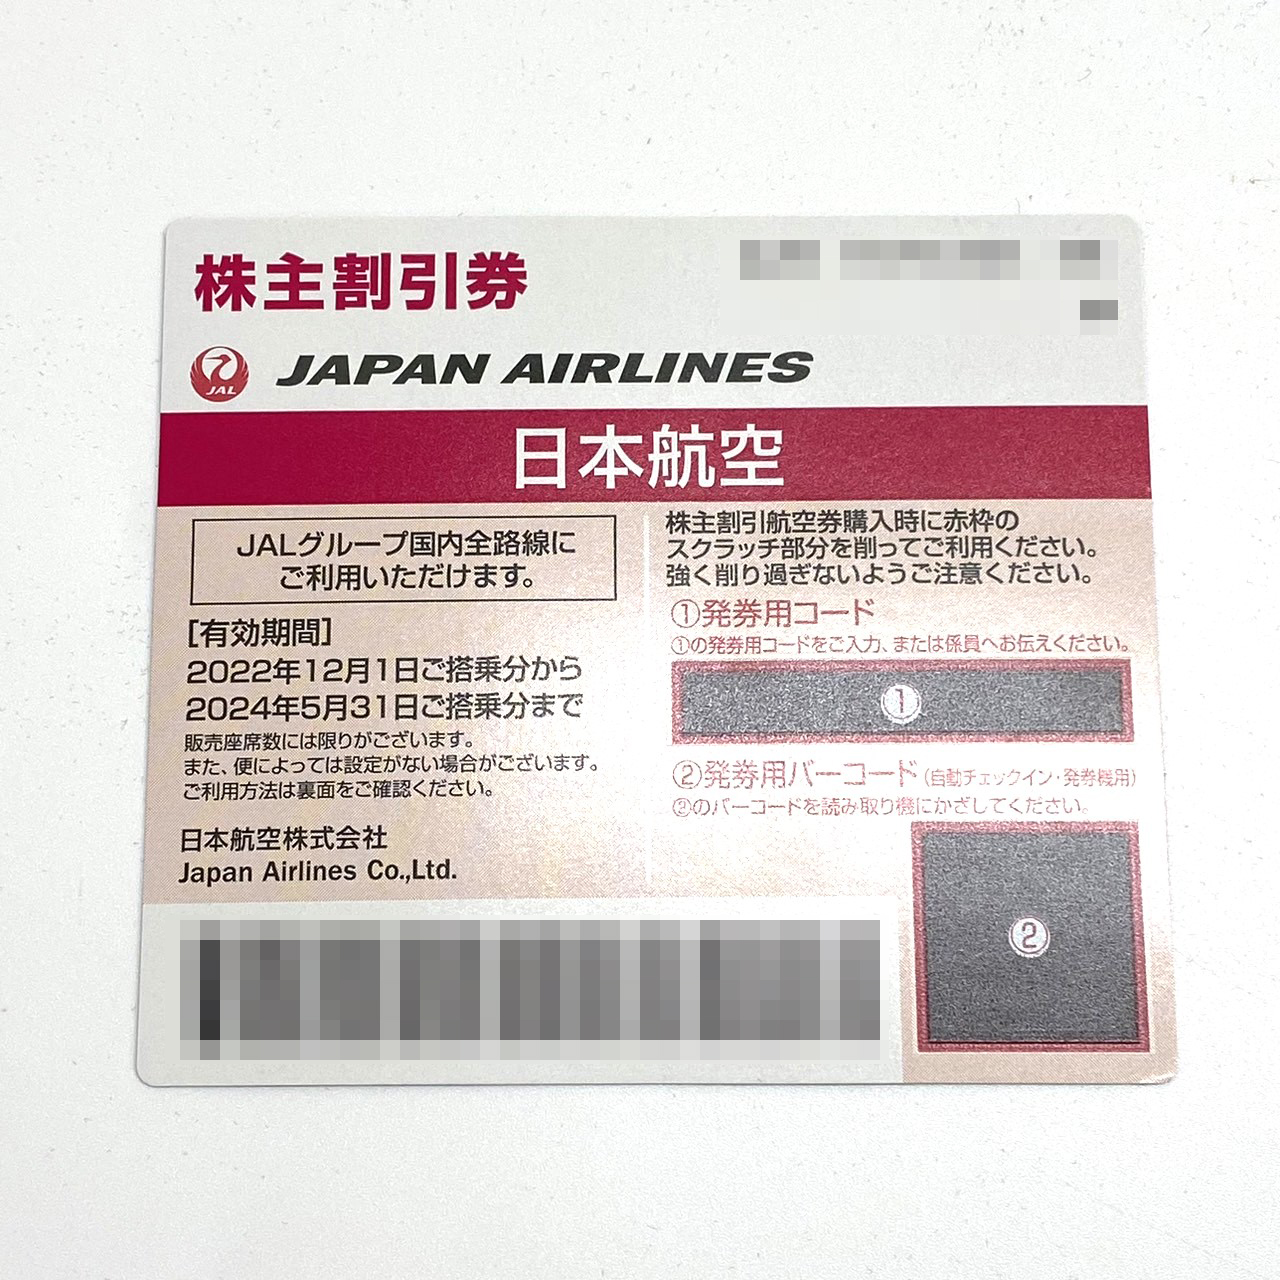 株主割引券
JAL
JAPAN AIRLINES
日本航空
JALグループ国内全路線に
ご利用いただけます。
[有効期間]
2022年12月1日ご搭乗分から
2024年5月31日ご搭乗分まで
販売座席数には限りがございます。
また、便によっては設定がない場合がございます。
ご利用方法は裏面をご確認ください。
日本航空株式会社
Japan Airlines Co.,Ltd.
株主割引航空券購入時に赤枠の
スクラッチ部分を削ってご利用ください。
強く削り過ぎないようご注意ください。
①発券用コード
①の発券用コードをご入力、または係員へお伝えください。
①
②発券用バーコード(自動チェックイン・発券機用)
②のバーコードを読み取り機にかざしてください。
②